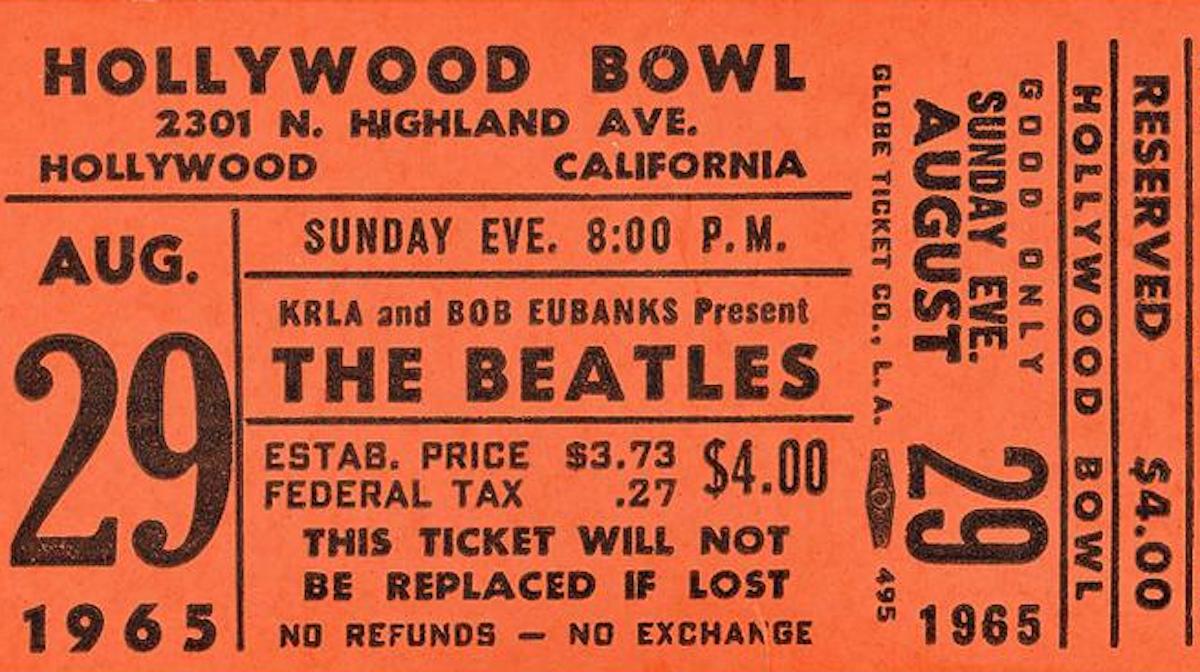 HOLLYWOOD BOWL
2301 N. HIGHLAND AVE.
HOLLYWOOD CALIFORNIA
AUG.
29
1965
SUNDAY EVE. 8:00 P.M.
KRLA and BOB EUBANKS Present
THE BEATLES
ESTAB. PRICE $3.73 $4.00
FEDERAL TAX .27
THIS TICKET WILL NOT
BE REPLACED IF LOST
NO REFUNDS — NO EXCHANGE
GLOBE TICKET CO., L.A. 495
GOOD ONLY
SUNDAY EVE.
AUGUST
29
1965
HOLLYWOOD BOWL
RESERVED $4.00